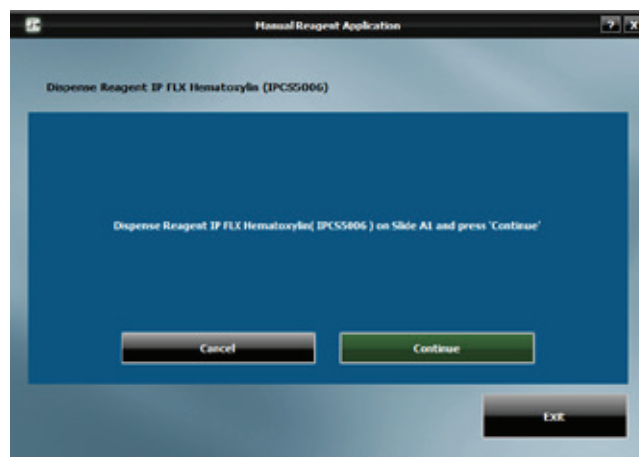 Manual Reagent Application
? X
Dispense Reagent IP FLX Hematoxylin (IPCS5006)
Dispense Reagent IP FLX Hematoxylin( IPCS5006 ) on Slide A1 and press 'Continue'
Cancel
Continue
Exit